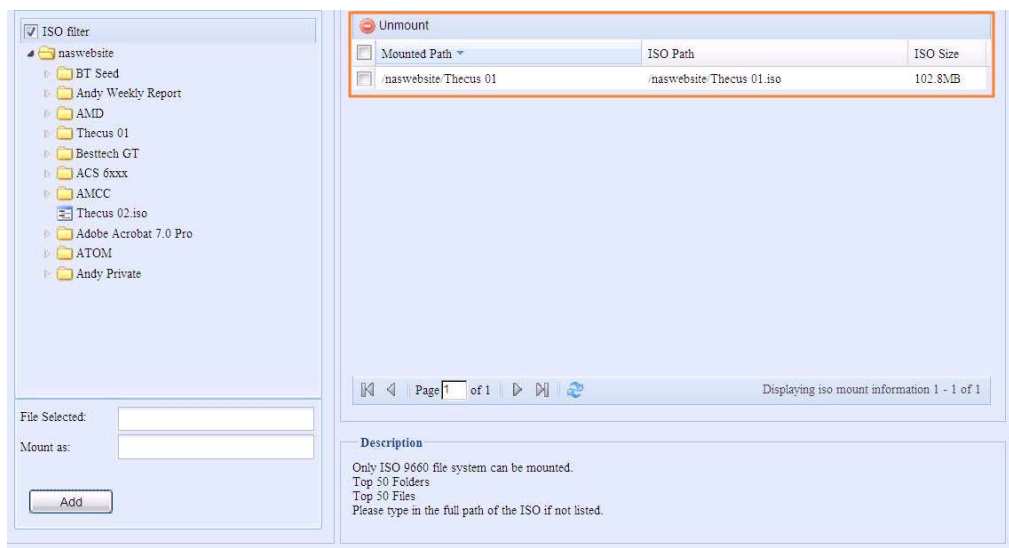 ISO filter
naswebsite
BT Seed
Andy Weekly Report
AMD
Thecus 01
Besttech GT
ACS 6xxx
AMCC
Thecus 02.iso
Adobe Acrobat 7.0 Pro
ATOM
Andy Private
File Selected:
Mount as:
Add
Unmount
Mounted Path ISO Path ISO Size
/naswebsite/Thecus 01 /naswebsite/Thecus 01.iso 102.8MB
Page 1 of 1 Displaying iso mount information 1 - 1 of 1
Description
Only ISO 9660 file system can be mounted.
Top 50 Folders
Top 50 Files
Please type in the full path of the ISO if not listed.